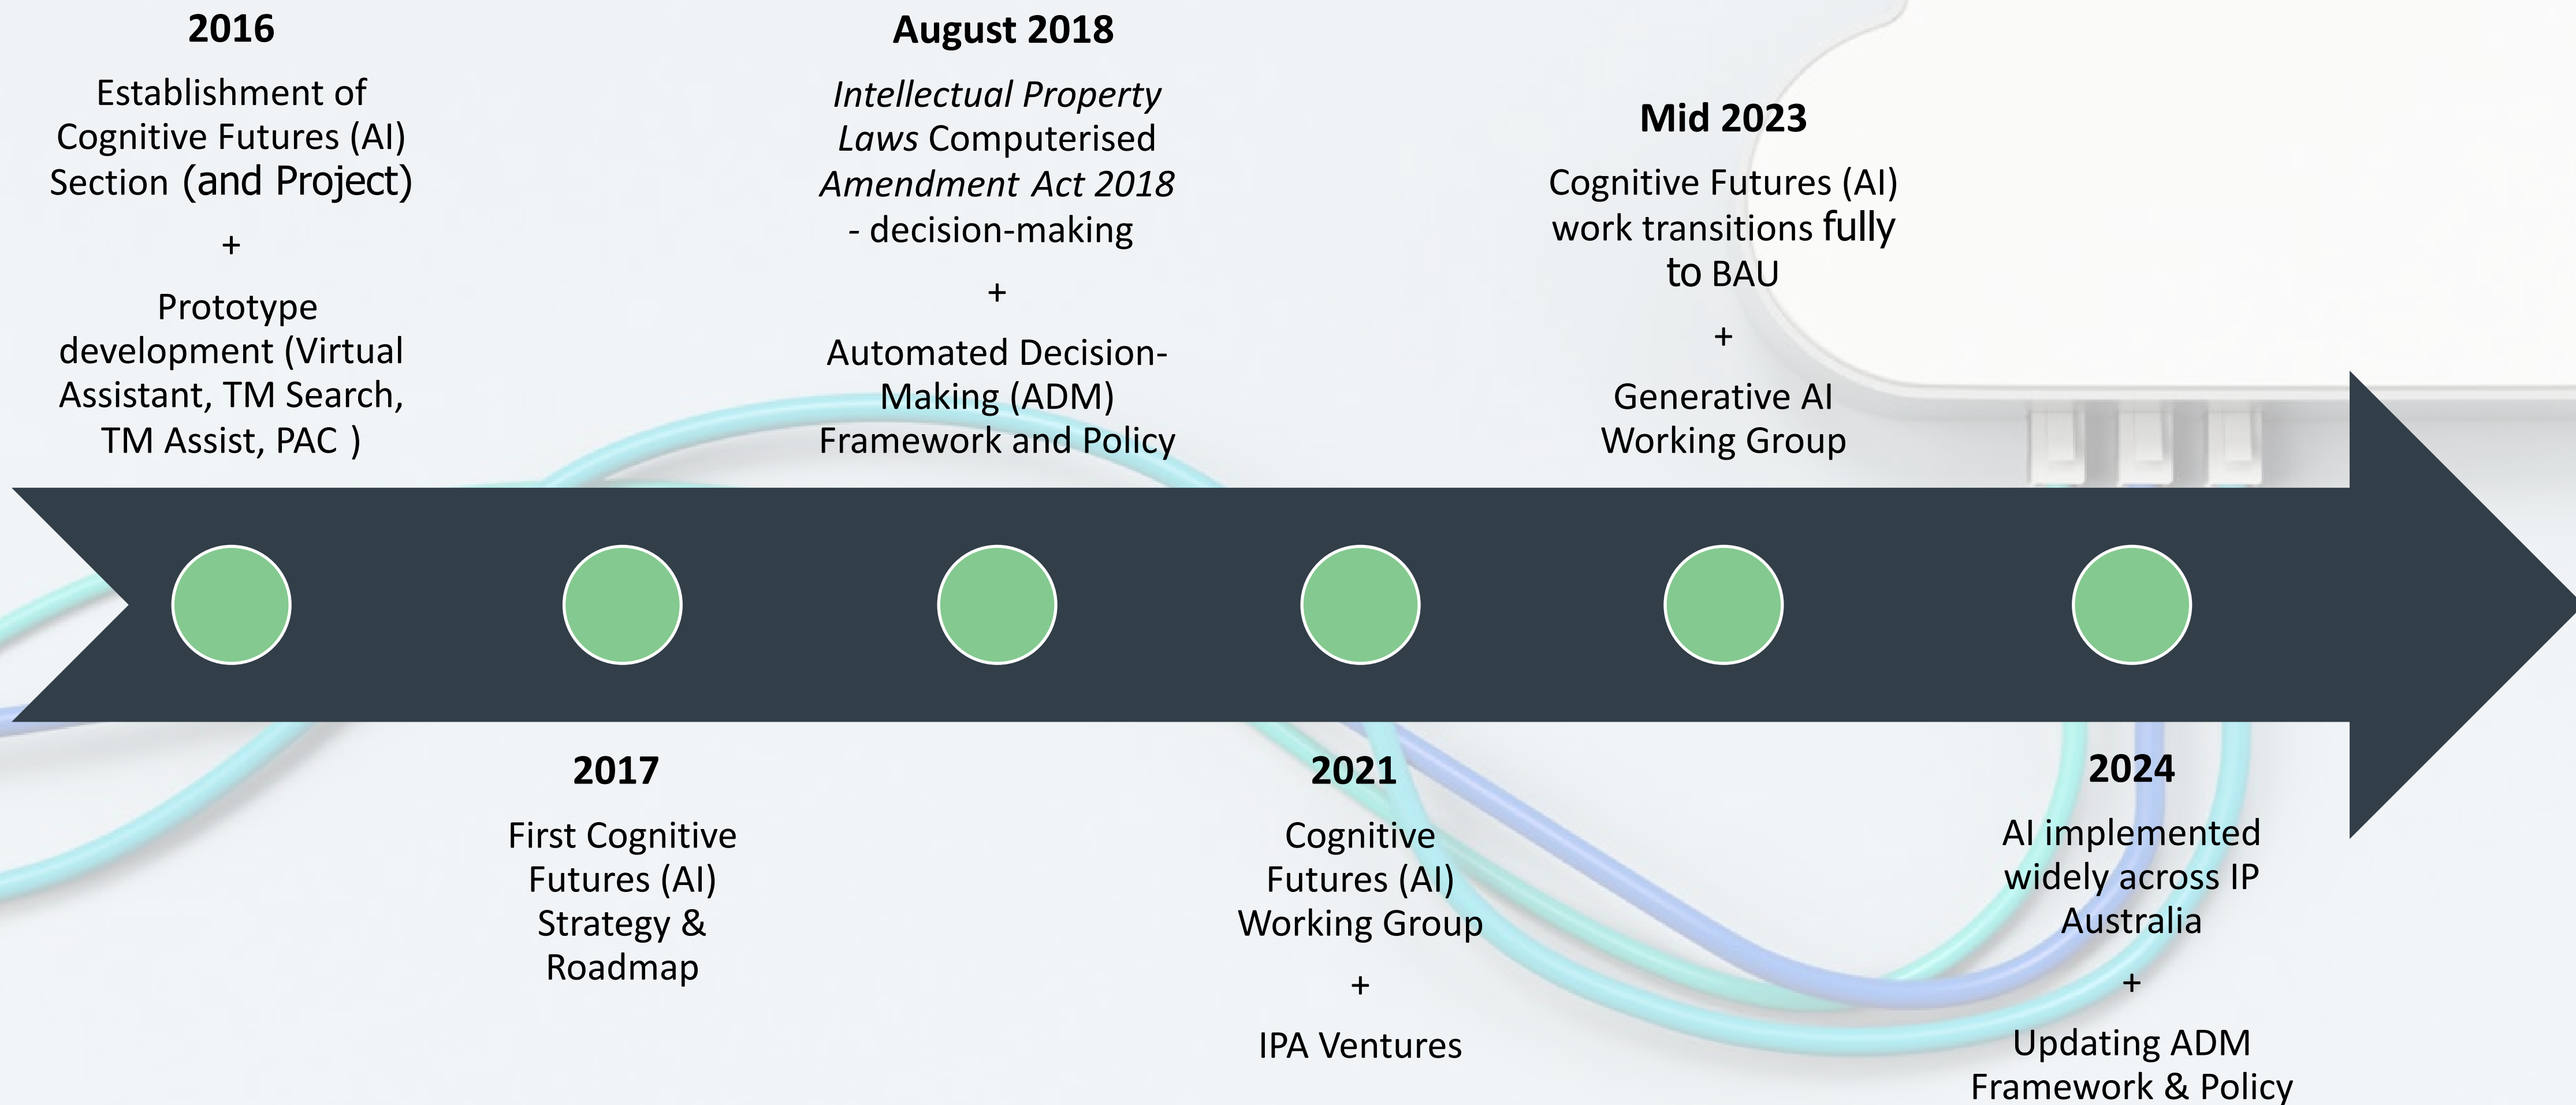 2016
Establishment of
Cognitive Futures (AI)
Section (and Project)
+
Prototype
development (Virtual
Assistant, TM Search,
TM Assist, PAC )
2017
First Cognitive
Futures (AI)
Strategy &
Roadmap
August 2018
Intellectual Property
Laws Computerised
Amendment Act 2018
- decision-making
+
Automated Decision-
Making (ADM)
Framework and Policy
2021
Cognitive
Futures (AI)
Working Group
+
IPA Ventures
Mid 2023
Cognitive Futures (AI)
work transitions fully
to BAU
+
Generative AI
Working Group
2024
AI implemented
widely across IP
Australia
+
Updating ADM
Framework & Policy